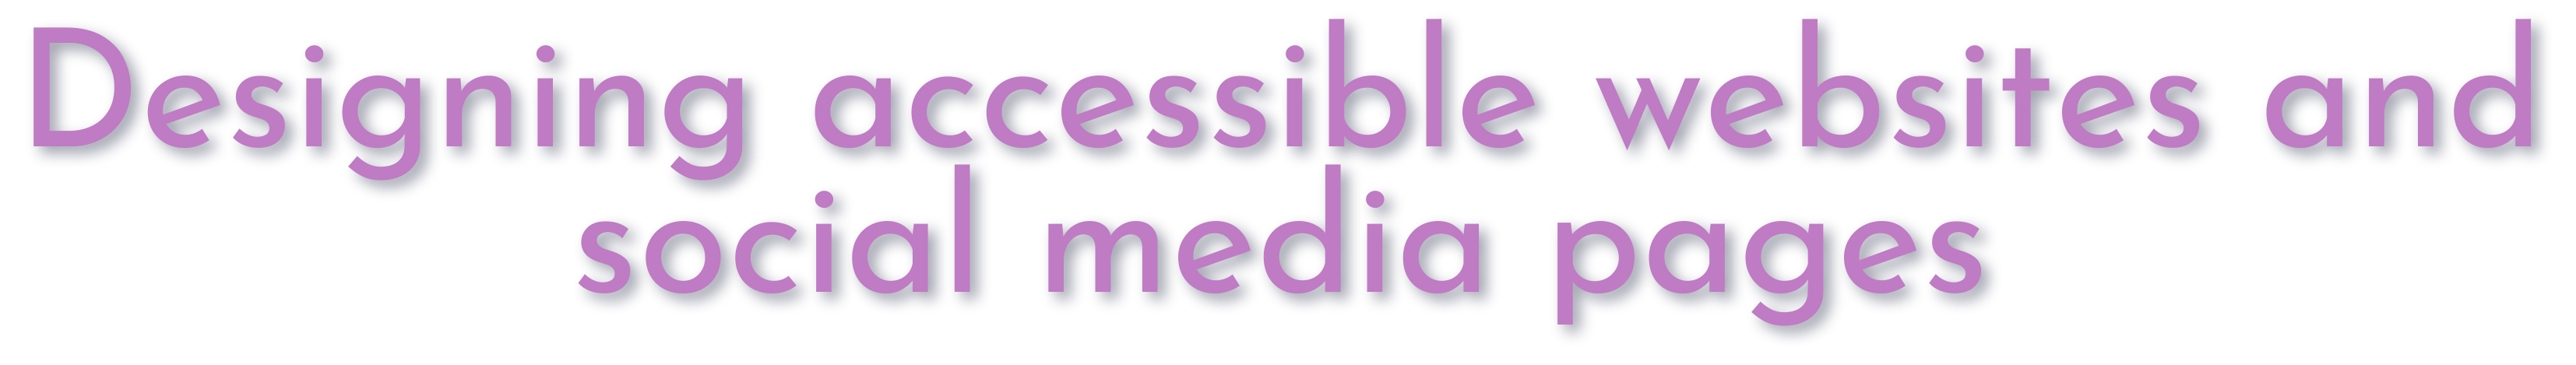 Designing accessible websites and
social media pages